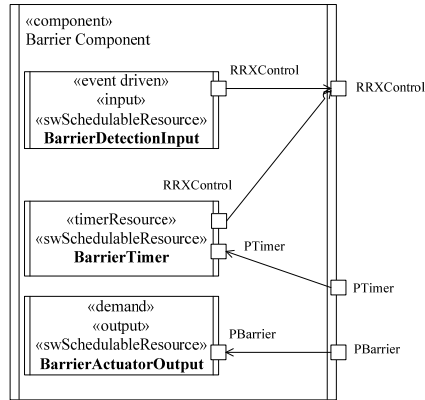 «component»
Barrier Component
«event driven»
«input»
«swSchedulableResource»
BarrierDetectionInput
RRXControl
RRXControl
RRXControl
«timerResource»
«swSchedulableResource»
BarrierTimer
PTimer
PTimer
«demand»
«output»
«swSchedulableResource»
BarrierActuatorOutput
PBarrier
PBarrier